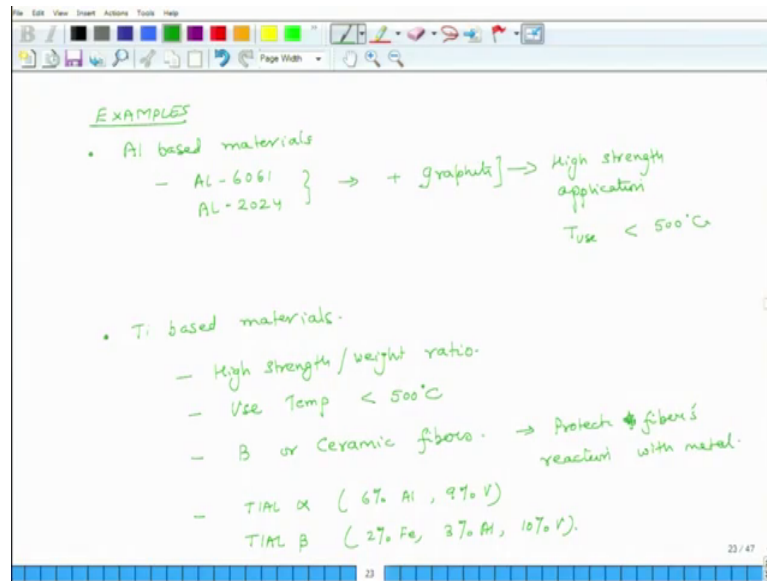 File Edit View Insert Actions Tools Help
B I
Page Width
EXAMPLES
• Al based materials
- AL-6061 } → + graphite] → High strength application
AL-2024
Tuse < 500°C
• Ti based materials.
- High strength/weight ratio.
- Use Temp < 500°C
- B or Ceramic fibers. → Protect fiber's reaction with metal.
- TIAL α (6% Al, 9% V)
TIAL β (2% Fe, 3% Al, 10% V).
23 / 47
23